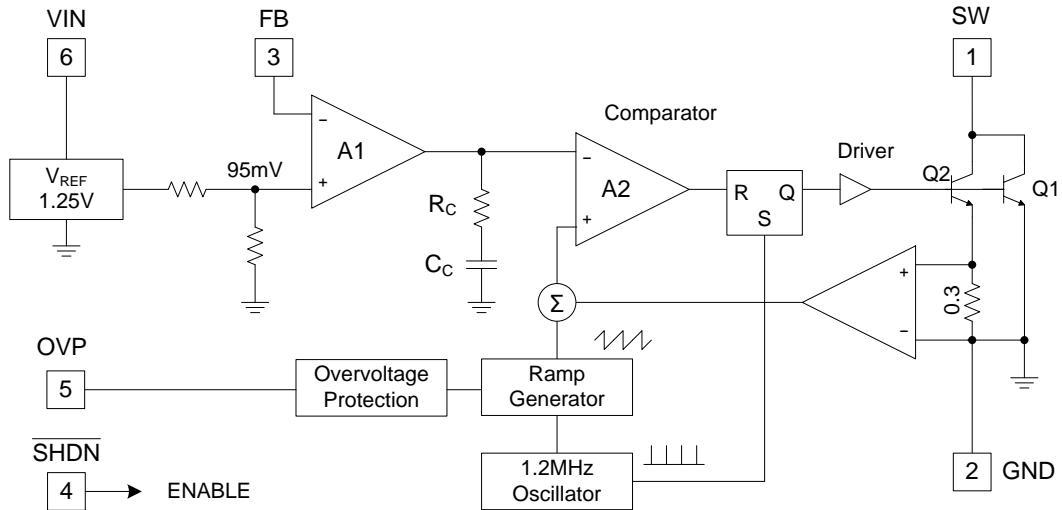 VIN
FB
SW
6
3
1
Comparator
A1
95mV
VREF
1.25V
A2
Driver
Q2
Q1
R Q
S
RC
CC
Σ
0.3
OVP
5
Overvoltage
Protection
Ramp
Generator
SHDN
4
ENABLE
1.2MHz
Oscillator
2
GND